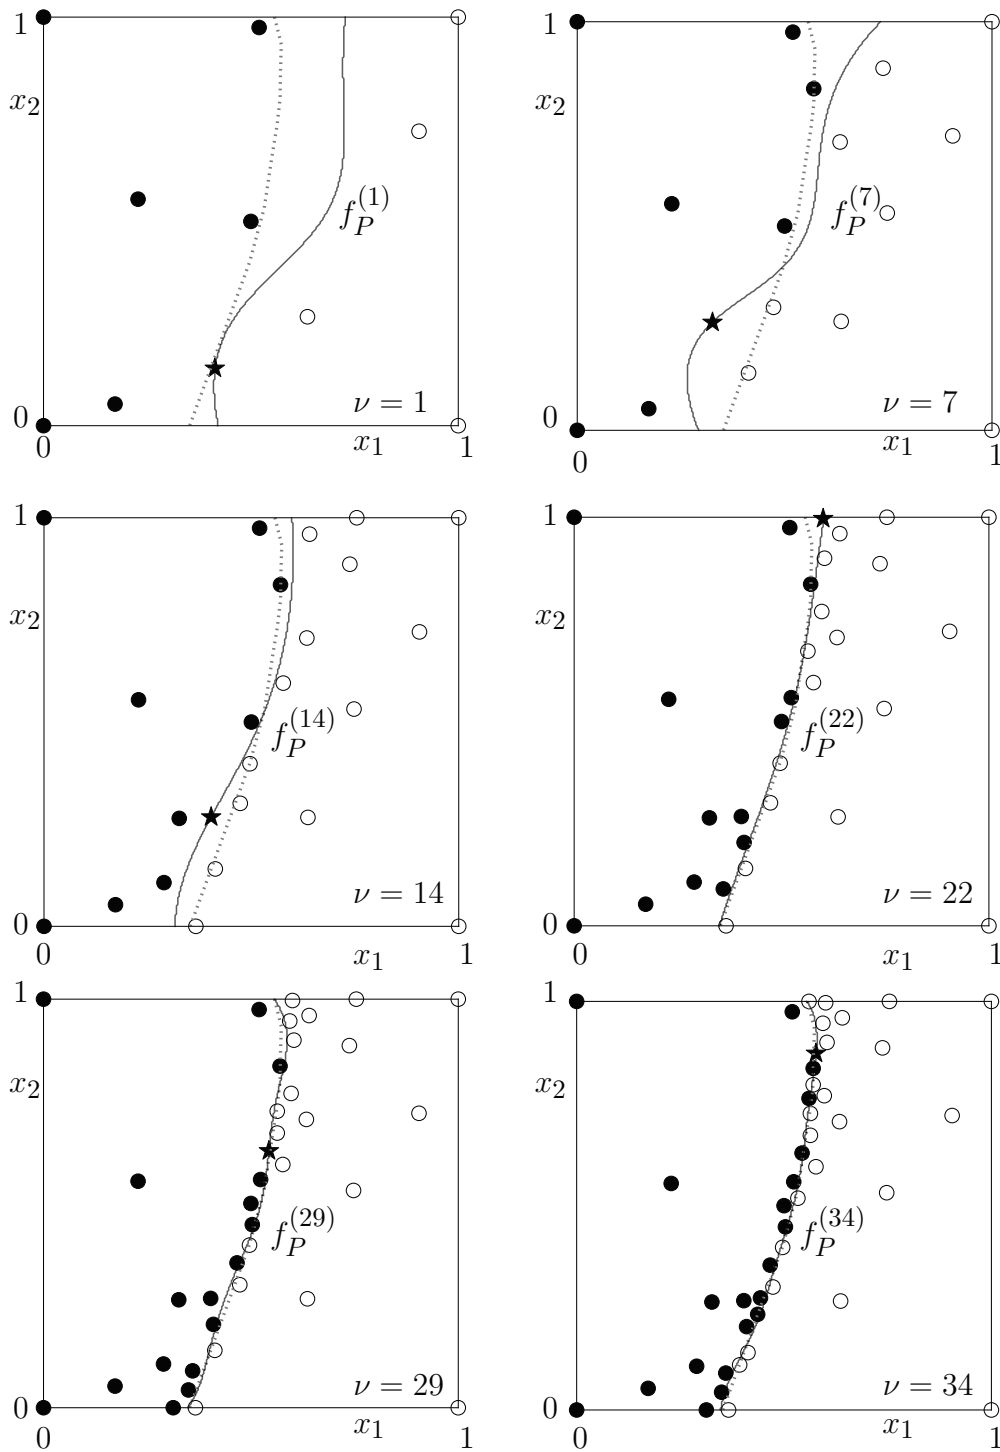 1 1
x₂ x₂
f_P^(1) f_P^(7)
ν = 1 ν = 7
0 0
0 x₁ 1 0 x₁ 1
1 1
x₂ x₂
f_P^(14) f_P^(22)
ν = 14 ν = 22
0 0
0 x₁ 1 0 x₁ 1
1 1
x₂ x₂
f_P^(29) f_P^(34)
ν = 29 ν = 34
0 0
0 x₁ 1 0 x₁ 1